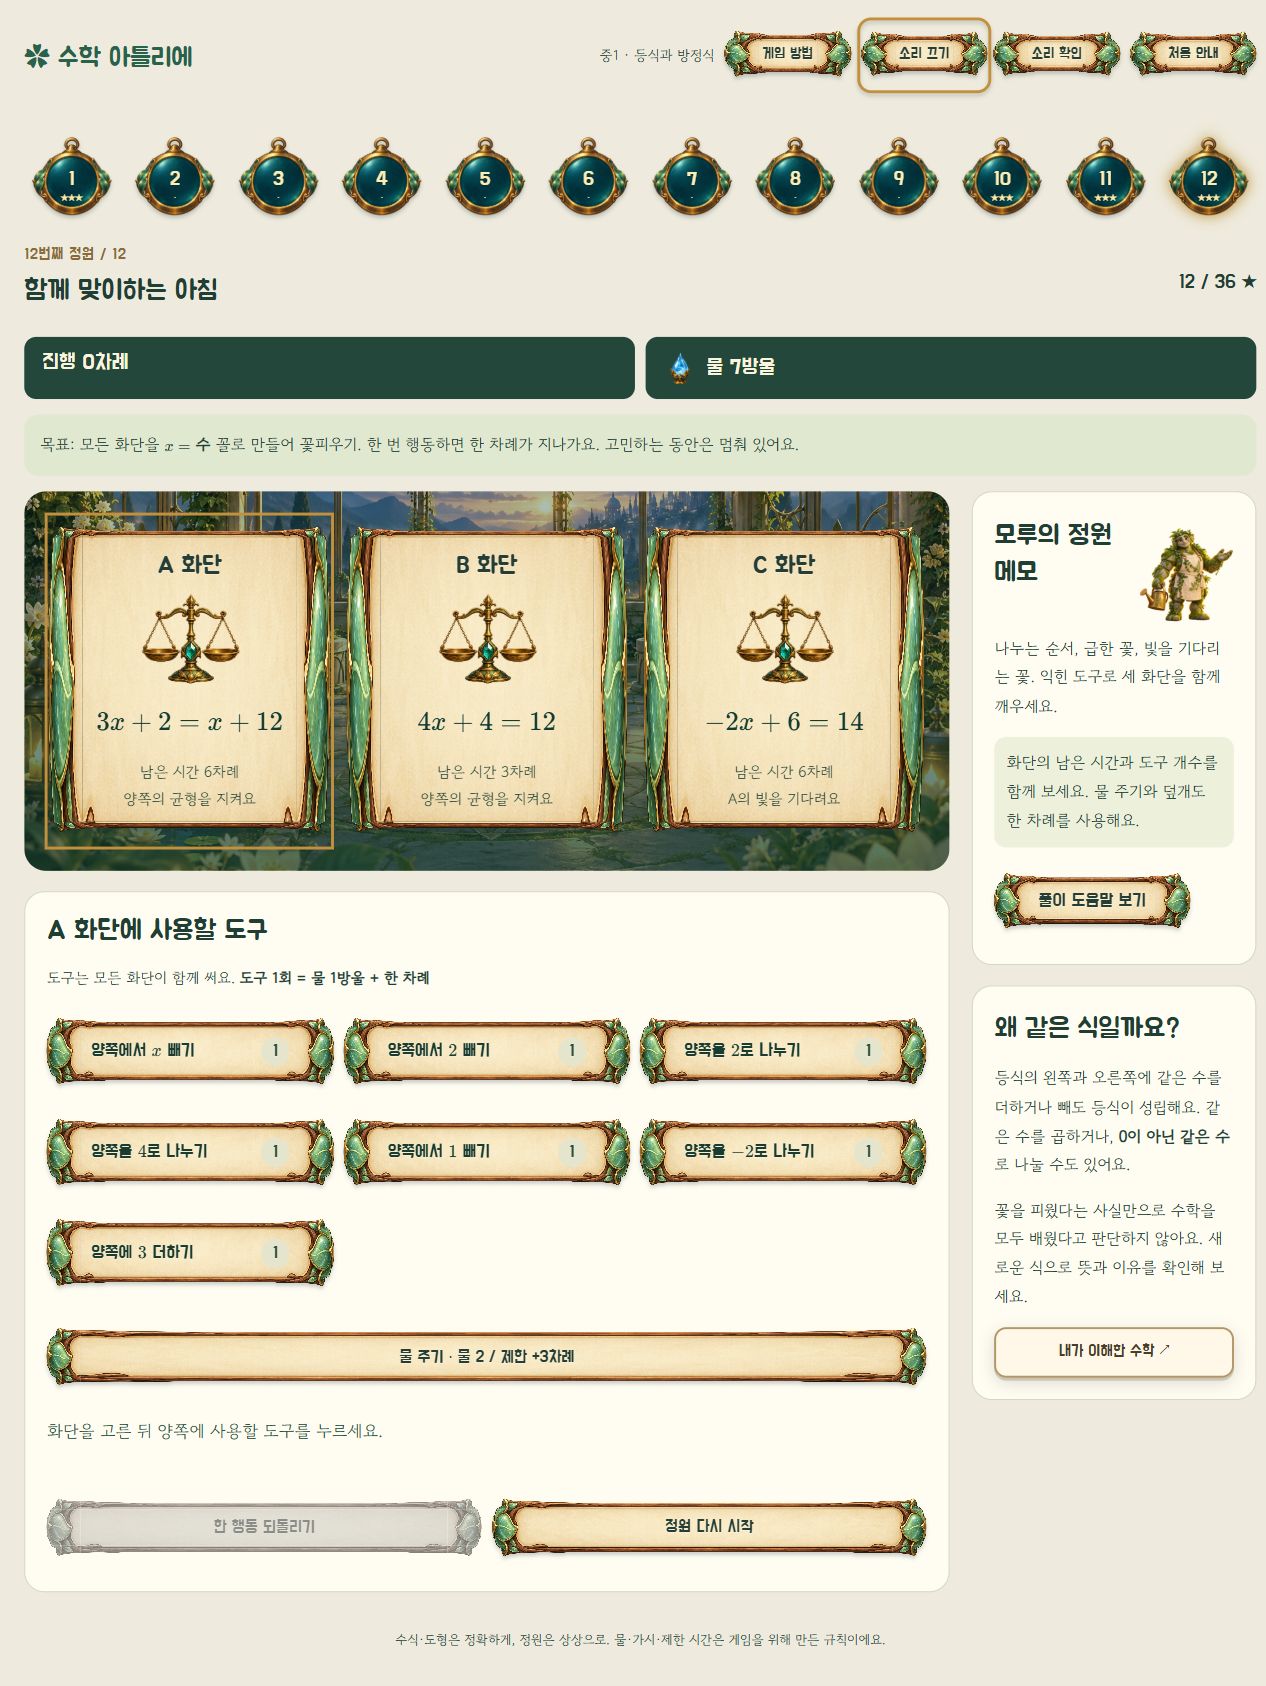 수학 아틀리에
중1 · 등식과 방정식
게임 방법
소리 끄기
소리 확인
처음 안내
1
★★★
2
3
4
5
6
7
8
9
10
★★★
11
★★★
12
★★★
12번째 정원 / 12
함께 맞이하는 아침
12 / 36 ★
진행 0차례
물 7방울
목표: 모든 화단을 x = 수 꼴로 만들어 꽃피우기. 한 번 행동하면 한 차례가 지나가요. 고민하는 동안은 멈춰 있어요.
A 화단
3x + 2 = x + 12
남은 시간 6차례
양쪽의 균형을 지켜요
B 화단
4x + 4 = 12
남은 시간 3차례
양쪽의 균형을 지켜요
C 화단
−2x + 6 = 14
남은 시간 6차례
A의 빛을 기다려요
모루의 정원
메모
나누는 순서, 급한 꽃, 빛을 기다리
는 꽃. 익힌 도구로 세 화단을 함께
깨우세요.
화단의 남은 시간과 도구 개수를
함께 보세요. 물 주기와 덮개도
한 차례를 사용해요.
풀이 도움말 보기
A 화단에 사용할 도구
도구는 모든 화단이 함께 써요. 도구 1회 = 물 1방울 + 한 차례
양쪽에서 x 빼기 1
양쪽에서 2 빼기 1
양쪽을 2로 나누기 1
양쪽을 4로 나누기 1
양쪽에서 1 빼기 1
양쪽을 −2로 나누기 1
양쪽에 3 더하기 1
물 주기 · 물 2 / 제한 +3차례
화단을 고른 뒤 양쪽에 사용할 도구를 누르세요.
한 행동 되돌리기
정원 다시 시작
왜 같은 식일까요?
등식의 왼쪽과 오른쪽에 같은 수를
더하거나 빼도 등식이 성립해요. 같
은 수를 곱하거나, 0이 아닌 같은 수
로 나눌 수도 있어요.
꽃을 피웠다는 사실만으로 수학을
모두 배웠다고 판단하지 않아요. 새
로운 식으로 뜻과 이유를 확인해 보
세요.
내가 이해한 수학 ↗
수식·도형은 정확하게, 정원은 상상으로. 물·가시·제한 시간은 게임을 위해 만든 규칙이에요.